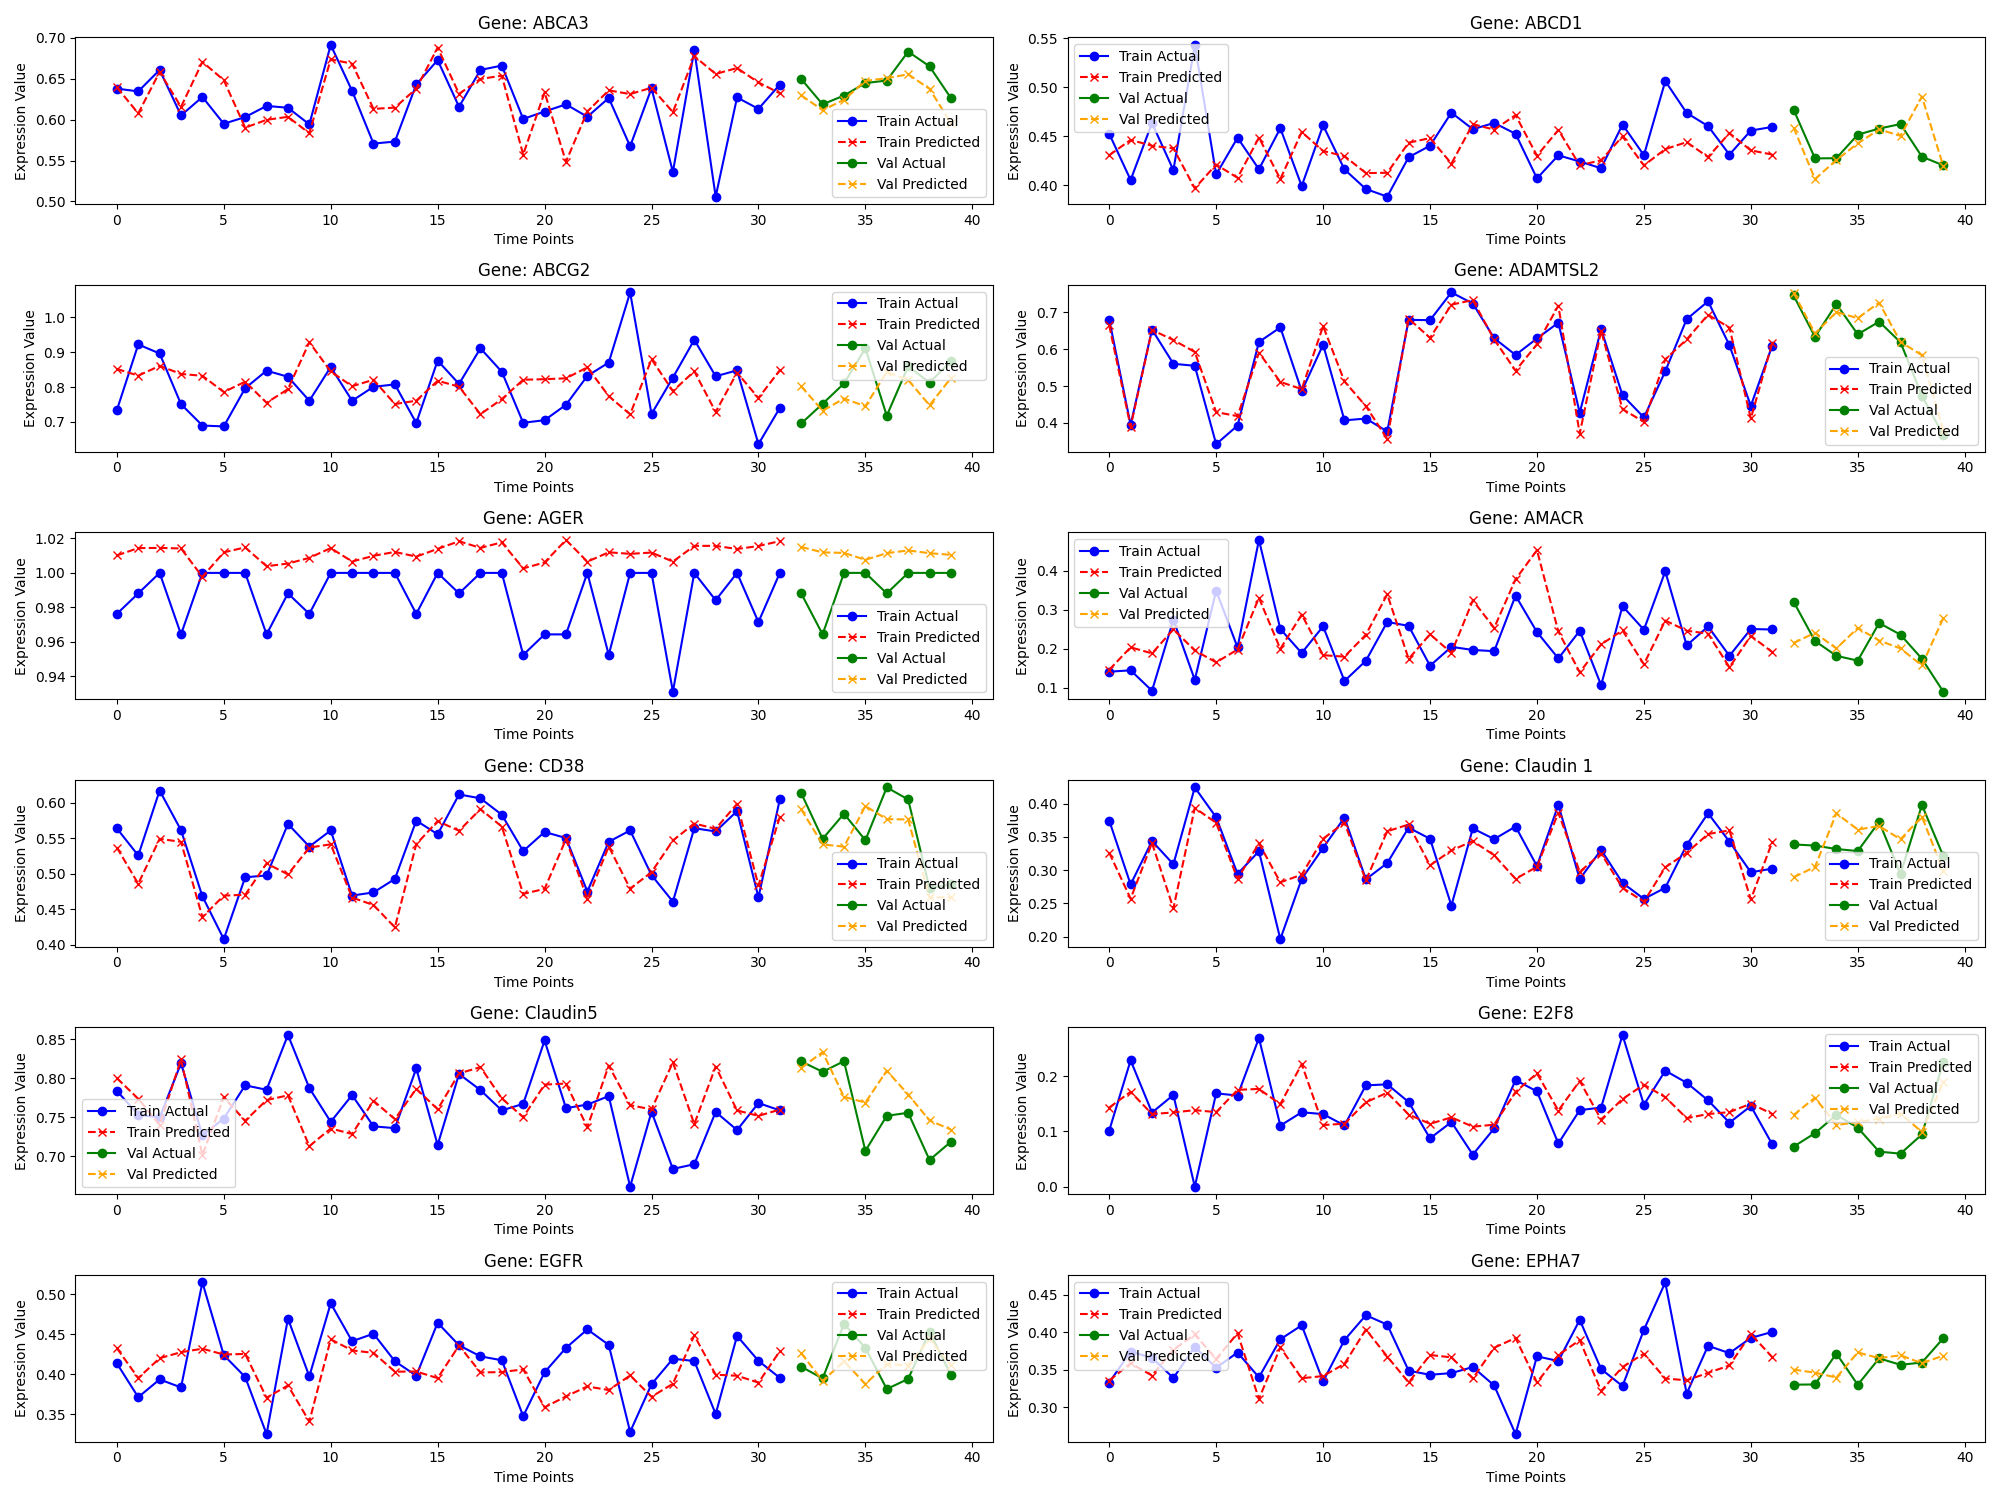 Gene: ABCA3
Expression Value
0.70
0.65
0.60
0.55
0.50
Train Actual
Train Predicted
Val Actual
Val Predicted
0 5 10 15 20 25 30 35 40
Time Points
Gene: ABCD1
Expression Value
0.55
0.50
0.45
0.40
Train Actual
Train Predicted
Val Actual
Val Predicted
0 5 10 15 20 25 30 35 40
Time Points
Gene: ABCG2
Expression Value
1.0
0.9
0.8
0.7
Train Actual
Train Predicted
Val Actual
Val Predicted
0 5 10 15 20 25 30 35 40
Time Points
Gene: ADAMTSL2
Expression Value
0.7
0.6
0.5
0.4
Train Actual
Train Predicted
Val Actual
Val Predicted
0 5 10 15 20 25 30 35 40
Time Points
Gene: AGER
Expression Value
1.02
1.00
0.98
0.96
0.94
Train Actual
Train Predicted
Val Actual
Val Predicted
0 5 10 15 20 25 30 35 40
Time Points
Gene: AMACR
Expression Value
0.4
0.3
0.2
0.1
Train Actual
Train Predicted
Val Actual
Val Predicted
0 5 10 15 20 25 30 35 40
Time Points
Gene: CD38
Expression Value
0.60
0.55
0.50
0.45
0.40
Train Actual
Train Predicted
Val Actual
Val Predicted
0 5 10 15 20 25 30 35 40
Time Points
Gene: Claudin 1
Expression Value
0.40
0.35
0.30
0.25
0.20
Train Actual
Train Predicted
Val Actual
Val Predicted
0 5 10 15 20 25 30 35 40
Time Points
Gene: Claudin5
Expression Value
0.85
0.80
0.75
0.70
Train Actual
Train Predicted
Val Actual
Val Predicted
0 5 10 15 20 25 30 35 40
Time Points
Gene: E2F8
Expression Value
0.2
0.1
0.0
Train Actual
Train Predicted
Val Actual
Val Predicted
0 5 10 15 20 25 30 35 40
Time Points
Gene: EGFR
Expression Value
0.50
0.45
0.40
0.35
Train Actual
Train Predicted
Val Actual
Val Predicted
0 5 10 15 20 25 30 35 40
Time Points
Gene: EPHA7
Expression Value
0.45
0.40
0.35
0.30
Train Actual
Train Predicted
Val Actual
Val Predicted
0 5 10 15 20 25 30 35 40
Time Points